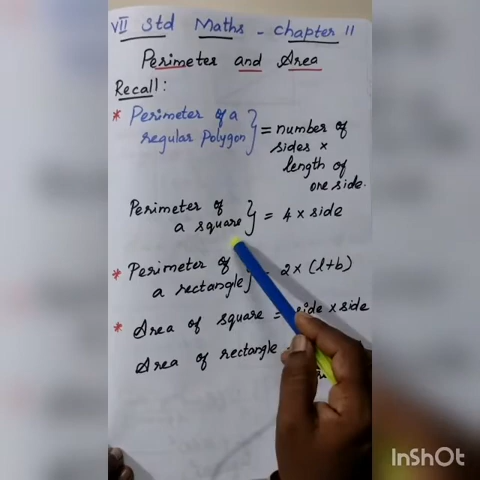 VII Std Maths - Chapter 11
Perimeter and Area
Recall:
* Perimeter of a
regular Polygon } = number of
sides ×
length of
one side.
Perimeter of
a square } = 4 × side
* Perimeter of
a rectangle } = 2 × (l+b)
* Area of square = side × side
Area of rectangle
InShOt